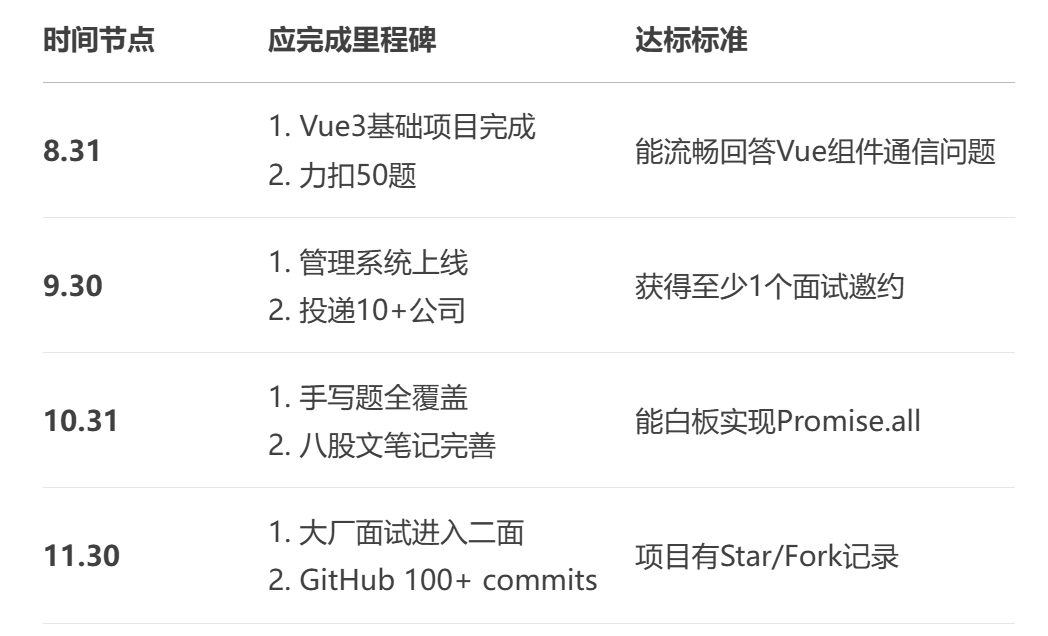 时间节点 应完成里程碑 达标标准
8.31
1. Vue3基础项目完成
2. 力扣50题
能流畅回答Vue组件通信问题
9.30
1. 管理系统上线
2. 投递10+公司
获得至少1个面试邀约
10.31
1. 手写题全覆盖
2. 八股文笔记完善
能白板实现Promise.all
11.30
1. 大厂面试进入二面
2. GitHub 100+ commits
项目有Star/Fork记录